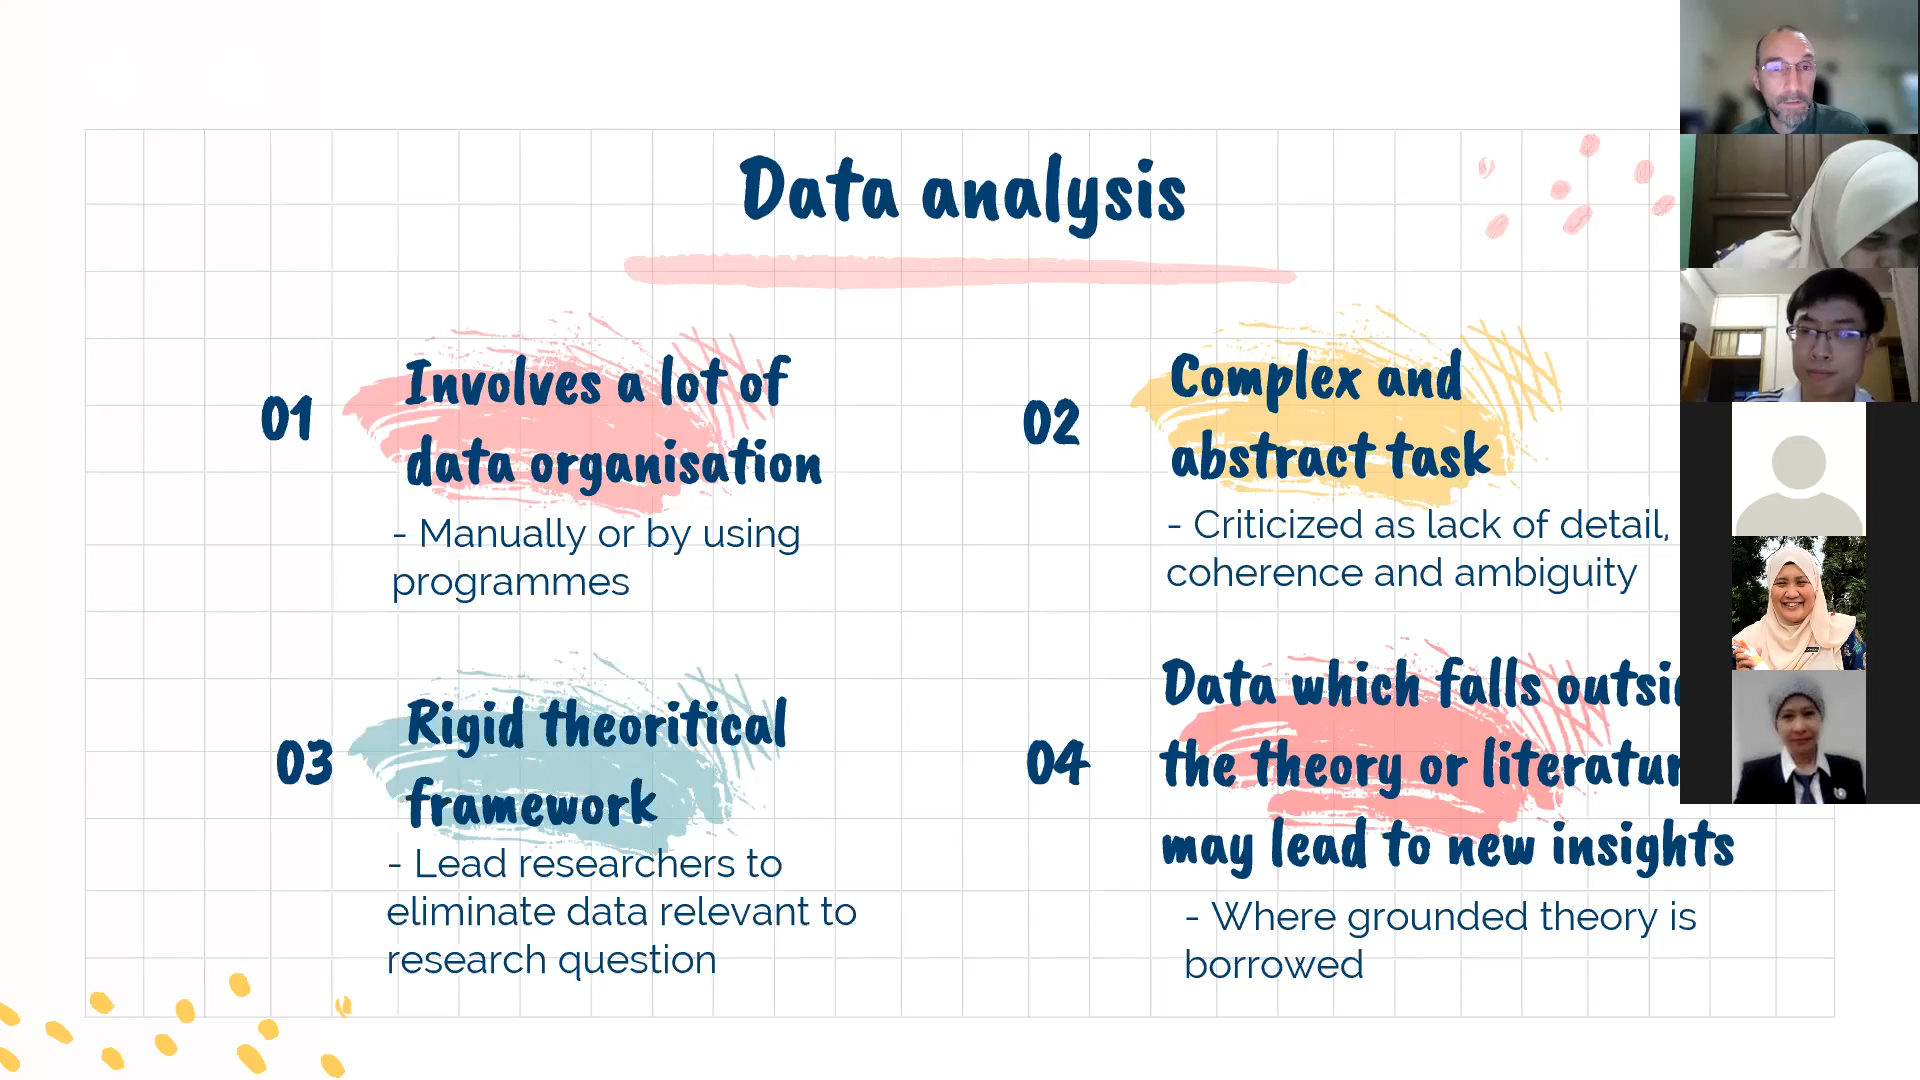 Data analysis
01
Involves a lot of
data organisation
- Manually or by using
programmes
02
Complex and
abstract task
- Criticized as lack of detail,
coherence and ambiguity
03
Rigid theoritical
framework
- Lead researchers to
eliminate data relevant to
research question
04
Data which falls outsi
the theory or literatur
may lead to new insights
- Where grounded theory is
borrowed